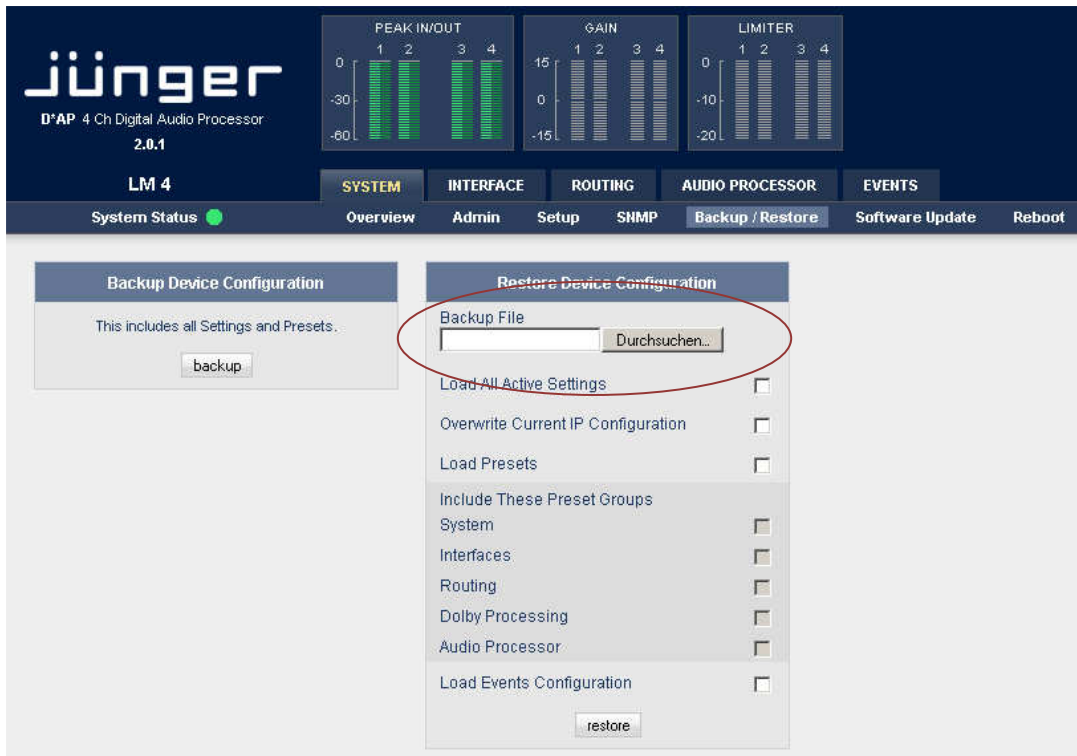 PEAK IN/OUT
GAIN
LIMITER
1 2 3 4
1 2 3 4
1 2 3 4
0
-30
-60
15
0
-15
0
-10
-20
jünger
D*AP 4 Ch Digital Audio Processor
2.0.1
LM 4
SYSTEM INTERFACE ROUTING AUDIO PROCESSOR EVENTS
System Status Overview Admin Setup SNMP Backup / Restore Software Update Reboot
Backup Device Configuration
This includes all Settings and Presets.
backup
Restore Device Configuration
Backup File
Durchsuchen...
Load All Active Settings
Overwrite Current IP Configuration
Load Presets
Include These Preset Groups
System
Interfaces
Routing
Dolby Processing
Audio Processor
Load Events Configuration
restore